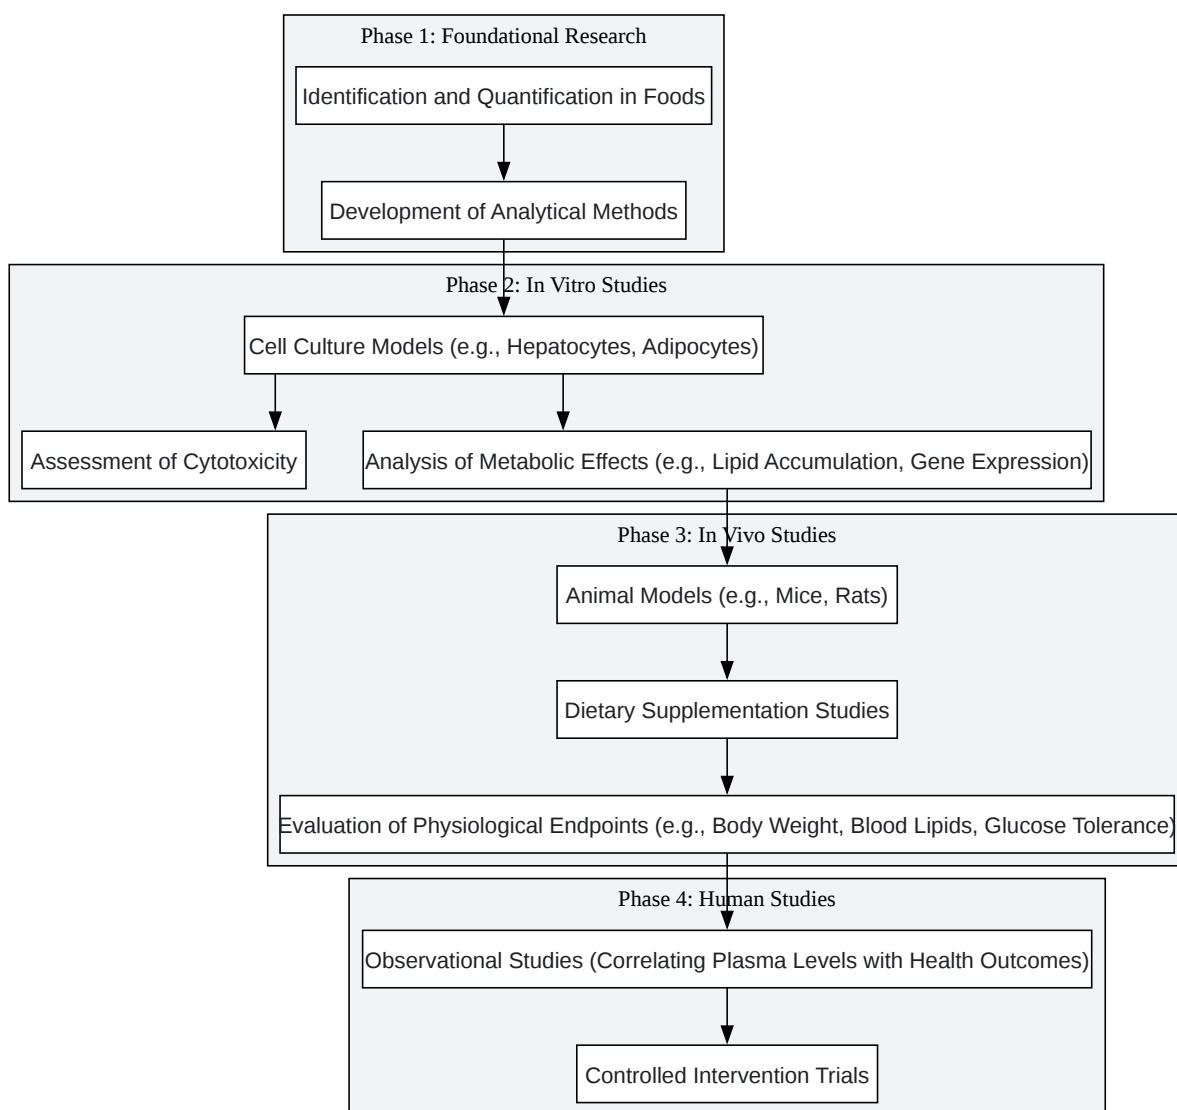 Phase 1: Foundational Research
Identification and Quantification in Foods
Development of Analytical Methods
Phase 2: In Vitro Studies
Cell Culture Models (e.g., Hepatocytes, Adipocytes)
Assessment of Cytotoxicity
Analysis of Metabolic Effects (e.g., Lipid Accumulation, Gene Expression)
Phase 3: In Vivo Studies
Animal Models (e.g., Mice, Rats)
Dietary Supplementation Studies
Evaluation of Physiological Endpoints (e.g., Body Weight, Blood Lipids, Glucose Tolerance)
Phase 4: Human Studies
Observational Studies (Correlating Plasma Levels with Health Outcomes)
Controlled Intervention Trials